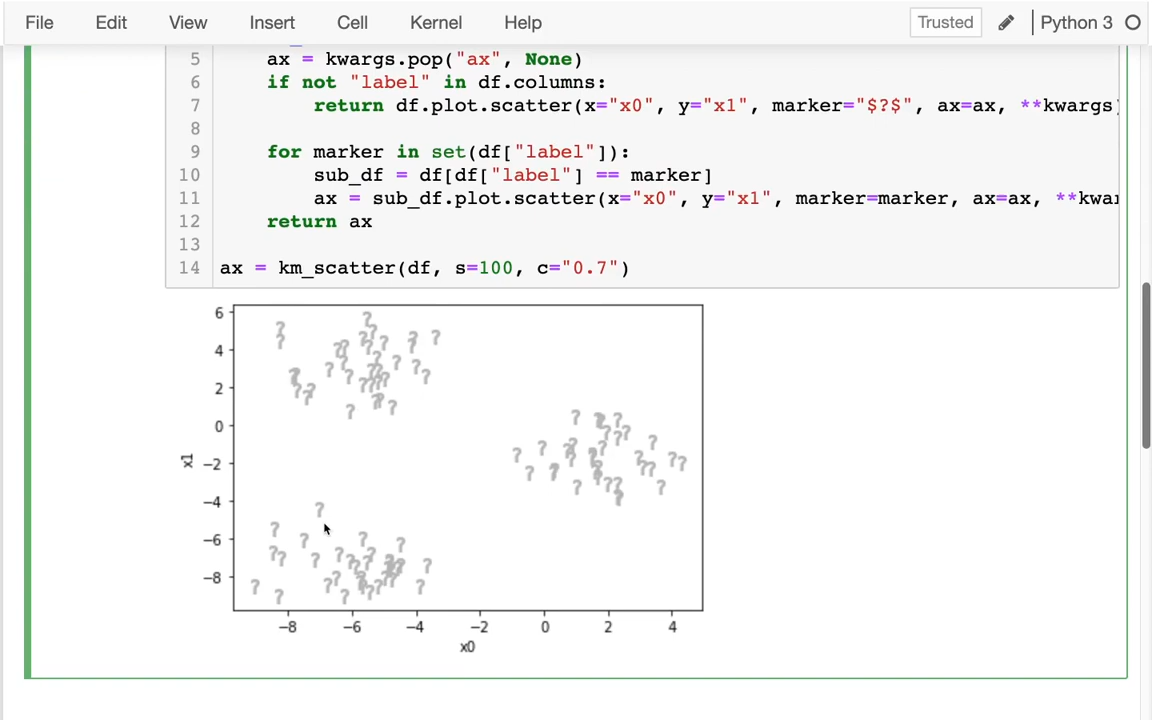 File Edit View Insert Cell Kernel Help Trusted Python 3
5 ax = kwargs.pop("ax", None)
6 if not "label" in df.columns:
7 return df.plot.scatter(x="x0", y="x1", marker="$?$", ax=ax, **kwargs)
8
9 for marker in set(df["label"]):
10 sub_df = df[df["label"] == marker]
11 ax = sub_df.plot.scatter(x="x0", y="x1", marker=marker, ax=ax, **kwar
12 return ax
13
14 ax = km_scatter(df, s=100, c="0.7")
6
4
2
0
−2
−4
−6
−8
x1
−8 −6 −4 −2 0 2 4
x0